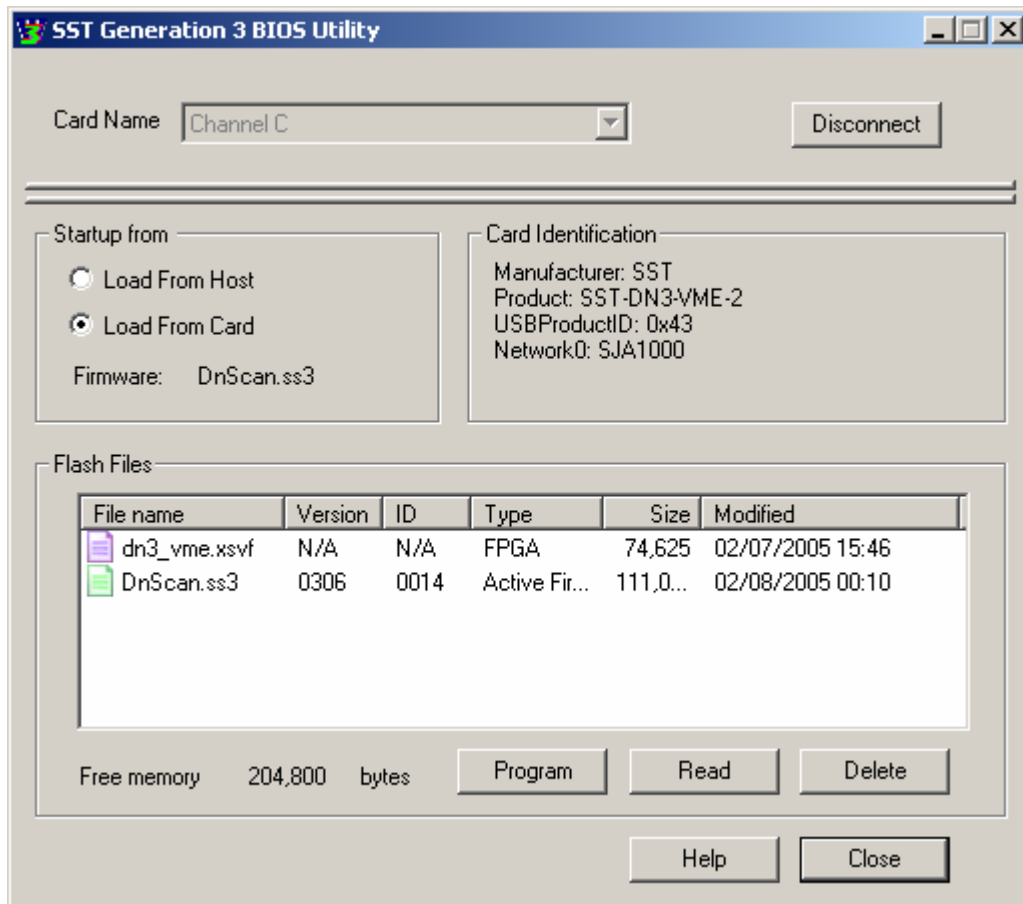 SST Generation 3 BIOS Utility
Card Name Channel C Disconnect
Startup from
Load From Host
Load From Card
Firmware: DnScan.ss3
Card Identification
Manufacturer: SST
Product: SST-DN3-VME-2
USBProductID: 0x43
Network0: SJA1000
Flash Files
File name Version ID Type Size Modified
dn3_vme.xsvf N/A N/A FPGA 74,625 02/07/2005 15:46
DnScan.ss3 0306 0014 Active Fir... 111,0... 02/08/2005 00:10
Free memory 204,800 bytes Program Read Delete
Help Close